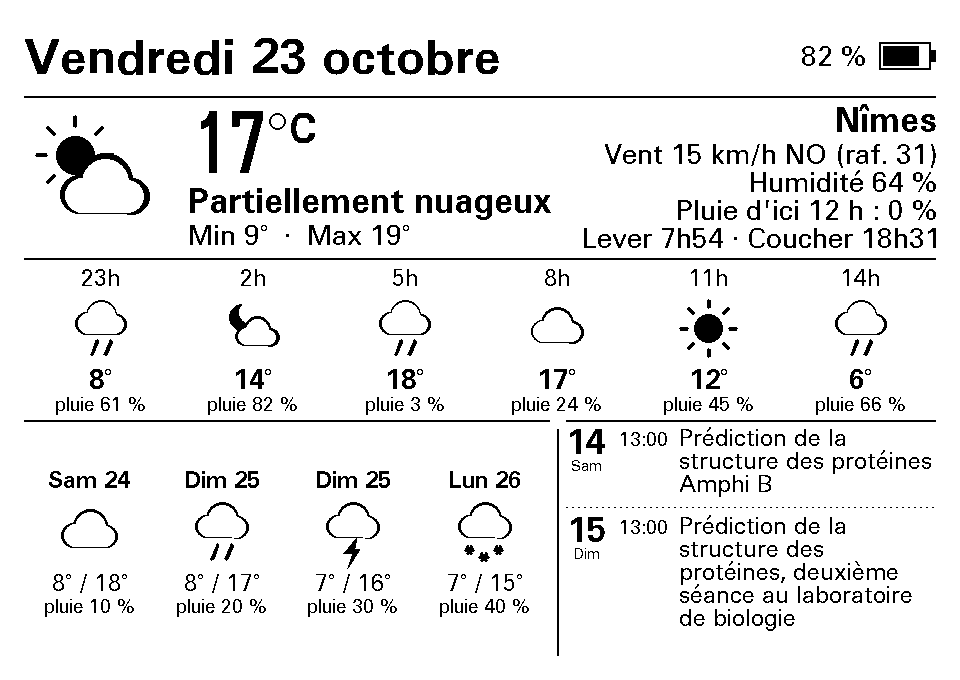 Vendredi 23 octobre
82 %
17°C
Partiellement nuageux
Min 9° · Max 19°
Nîmes
Vent 15 km/h NO (raf. 31)
Humidité 64 %
Pluie d'ici 12 h : 0 %
Lever 7h54 · Coucher 18h31
23h 2h 5h 8h 11h 14h
8° 14° 18° 17° 12° 6°
pluie 61 % pluie 82 % pluie 3 % pluie 24 % pluie 45 % pluie 66 %
Sam 24 Dim 25 Dim 25 Lun 26
8° / 18° 8° / 17° 7° / 16° 7° / 15°
pluie 10 % pluie 20 % pluie 30 % pluie 40 %
14 13:00 Prédiction de la
Sam structure des protéines
Amphi B
15 13:00 Prédiction de la
Dim structure des
protéines, deuxième
séance au laboratoire
de biologie